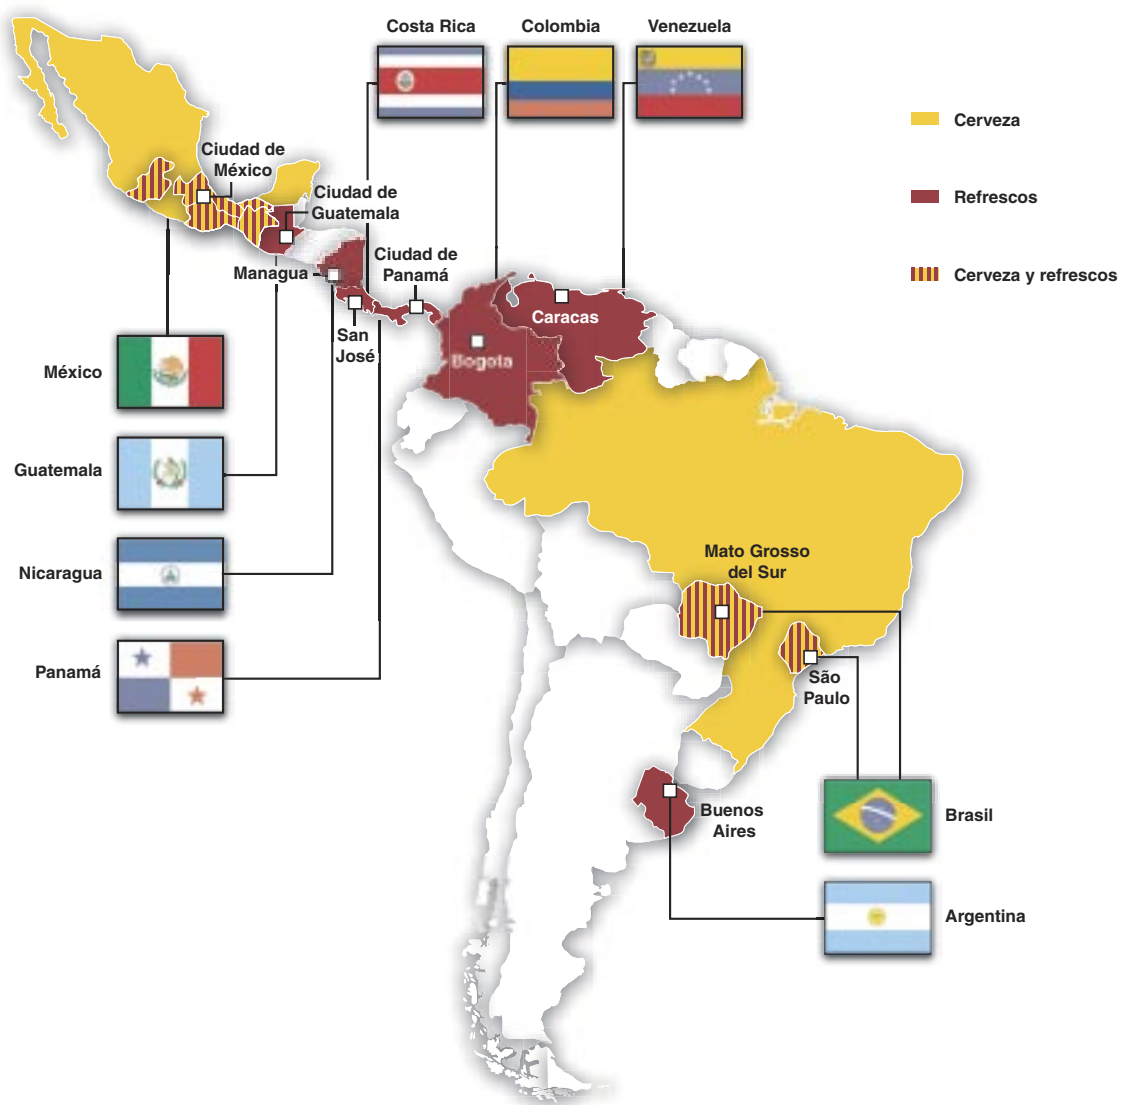 Costa Rica
Colombia
Venezuela
Cerveza
Refrescos
Cerveza y refrescos
Ciudad de
México
Ciudad de
Guatemala
Ciudad de
Panamá
Managua
San
José
Caracas
Bogota
México
Guatemala
Nicaragua
Panamá
Mato Grosso
del Sur
São
Paulo
Buenos
Aires
Brasil
Argentina